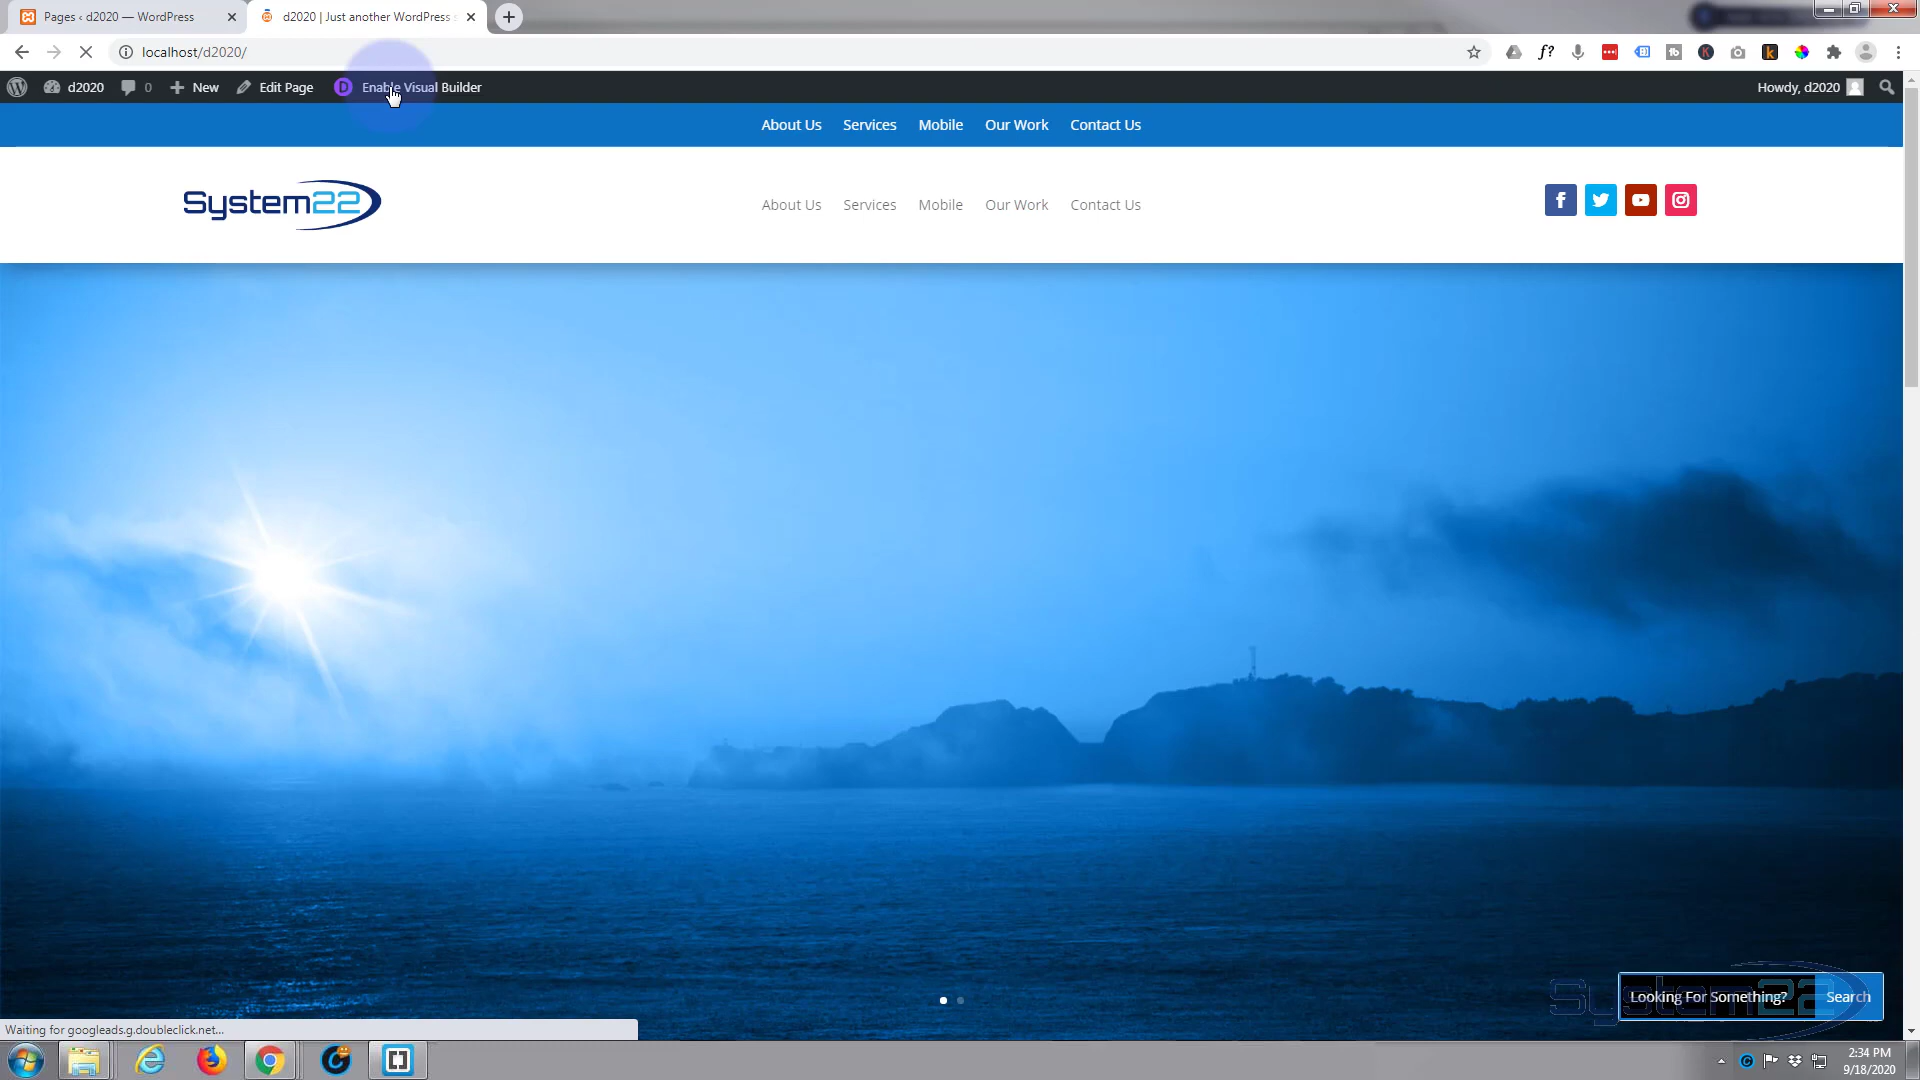 Pages ‹ d2020 — WordPress
d2020 | Just another WordPress s
localhost/d2020/
f?
d2020
0
New
Edit Page
D
Enable Visual Builder
Howdy, d2020
About Us Services Mobile Our Work Contact Us
System22
About Us Services Mobile Our Work Contact Us
Looking For Something? Search
System22
Waiting for googleads.g.doubleclick.net...
2:34 PM
9/18/2020